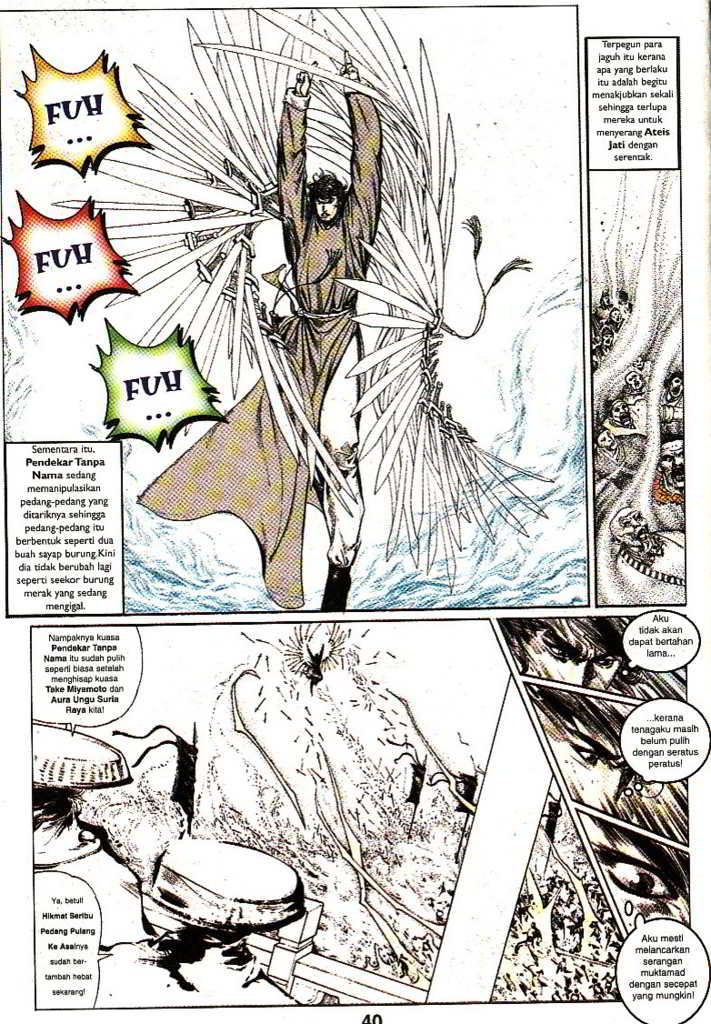 FUH
...
FUH
...
FUH
...
Terpegun para
jaguh itu kerana
apa yang berlaku
itu adalah begitu
menakjubkan sekali
sehingga terlupa
mereka untuk
menyerang Ateis
Jati dengan
serentak.
Sementara itu,
Pendekar Tanpa
Nama sedang
memanipulasikan
pedang-pedang yang
ditariknya sehingga
pedang-pedang itu
berbentuk seperti dua
buah sayap burung.Kini
dia tidak berubah lagi
seperti seekor burung
merak yang sedang
mengigal.
Nampaknya kuasa
Pendekar Tanpa
Nama itu sudah pulih
seperti biasa setelah
menghisap kuasa
Take Miyamoto dan
Aura Ungu Suria
Raya kita!
Aku
tidak akan
dapat bertahan
lama...
...kerana
tenagaku masih
belum pulih
dengan seratus
peratus!
Ya, betul!
Hikmat Seribu
Pedang Pulang
Ke Asalnya
sudah ber-
tambah hebat
sekarang!
Aku mesti
melancarkan
serangan
muktamad
dengan secepat
yang mungkin!
40